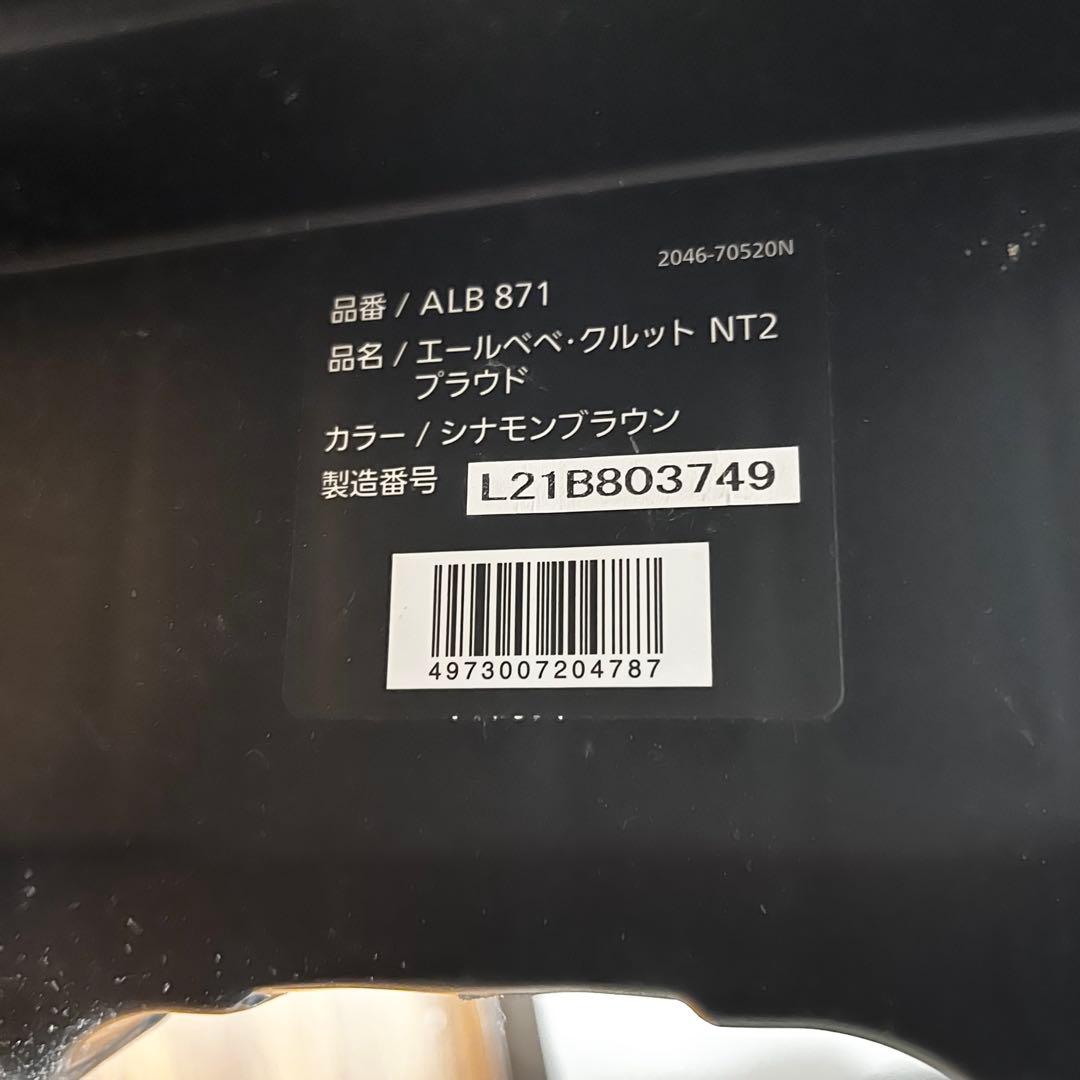 2046-70520N
品番 / ALB 871
品名 / エールベベ・クルット NT2
プラウド
カラー / シナモンブラウン
製造番号 L21B803749
4973007204787